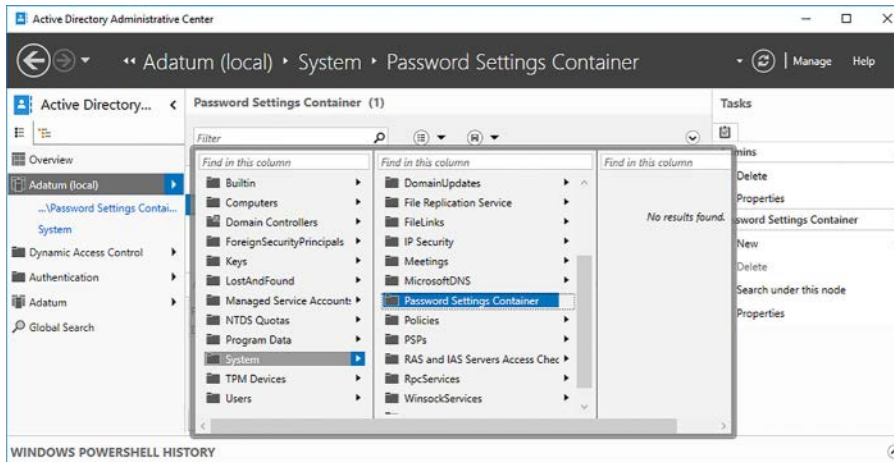 Active Directory Administrative Center
Adatum (local) • System • Password Settings Container
Manage
Help
Active Directory...
Overview
Adatum (local)
...\Password Settings Contai...
System
Dynamic Access Control
Authentication
Adatum
Global Search
Password Settings Container (1)
Filter
Find in this column
Builtin
Computers
Domain Controllers
ForeignSecurityPrincipals
Keys
LostAndFound
Managed Service Accounts
NTDS Quotas
Program Data
System
TPM Devices
Users
Find in this column
DomainUpdates
File Replication Service
FileLinks
IP Security
Meetings
MicrosoftDNS
Password Settings Container
Policies
PSPs
RAS and IAS Servers Access Chec
RpcServices
WinsockServices
Find in this column
No results found.
Tasks
mins
Delete
Properties
sword Settings Container
New
Delete
Search under this node
Properties
WINDOWS POWERSHELL HISTORY